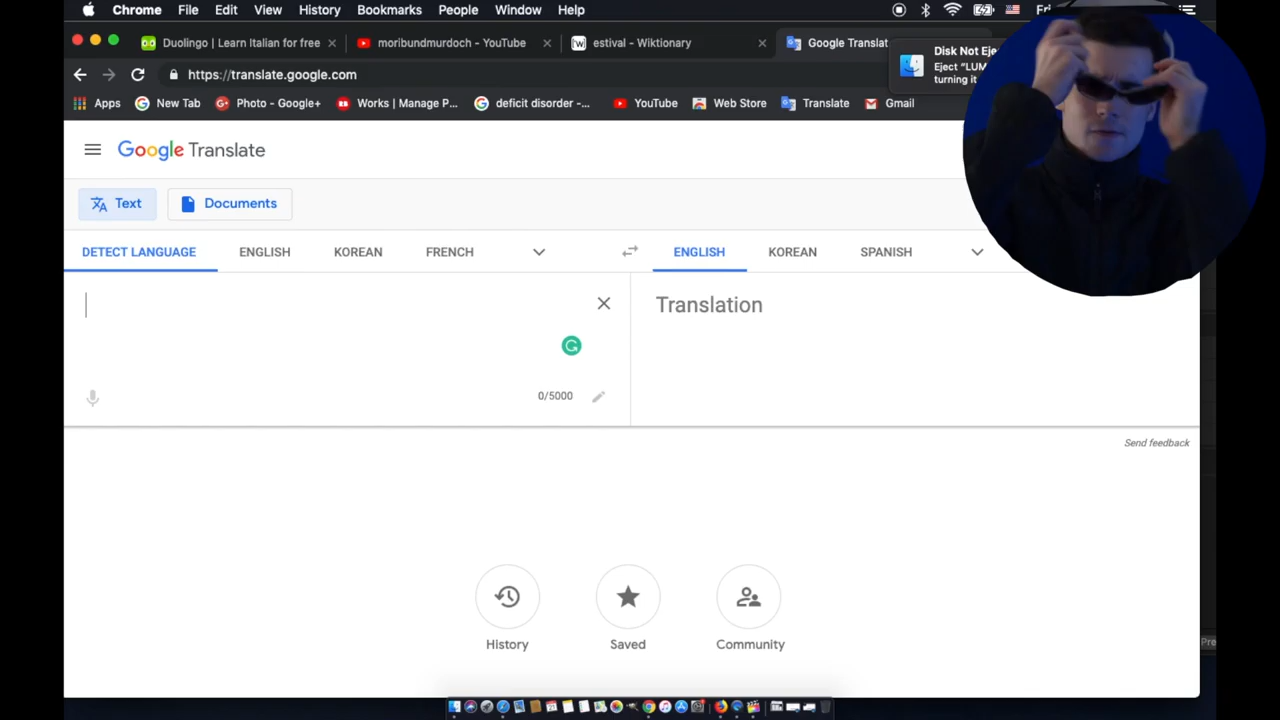 Chrome File Edit View History Bookmarks People Window Help Fri
Duolingo | Learn Italian for free moribundmurdoch - YouTube estival - Wiktionary Google Translat
Disk Not Eje
Eject “LUM
turning it
https://translate.google.com
Apps New Tab Photo - Google+ Works | Manage P... deficit disorder -... YouTube Web Store Translate Gmail
Google Translate
Text Documents
DETECT LANGUAGE ENGLISH KOREAN FRENCH ENGLISH KOREAN SPANISH
Translation
0/5000
Send feedback
History Saved Community
Pre